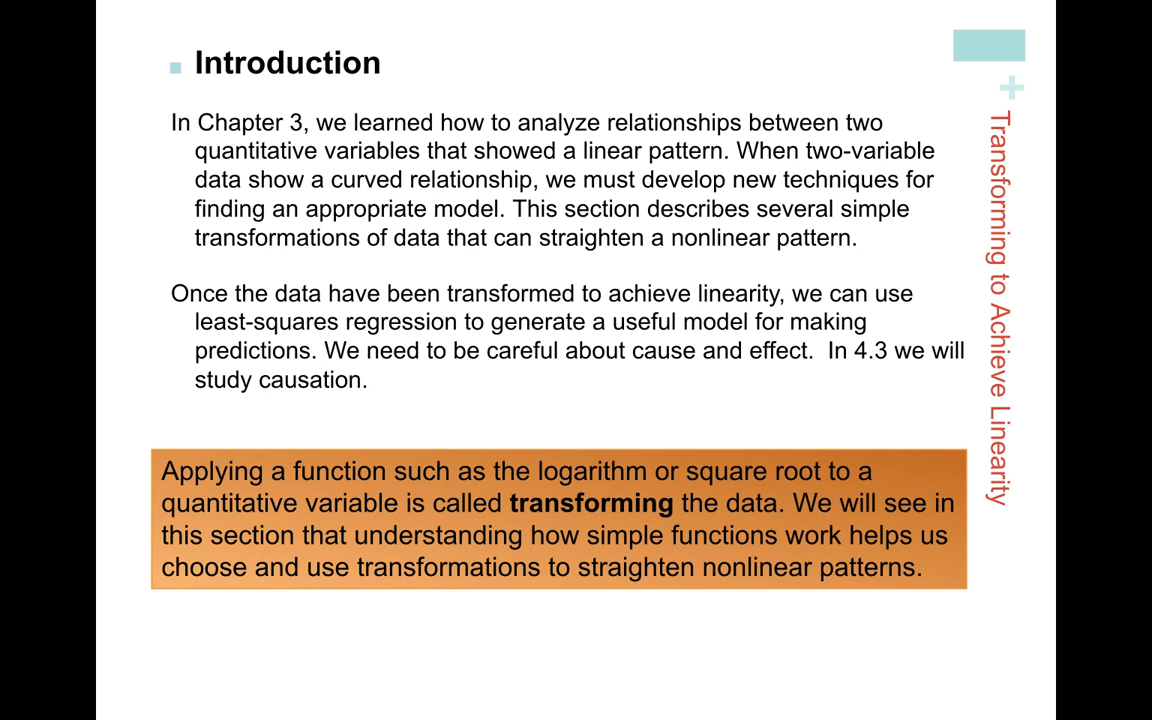 Introduction
In Chapter 3, we learned how to analyze relationships between two
quantitative variables that showed a linear pattern. When two-variable
data show a curved relationship, we must develop new techniques for
finding an appropriate model. This section describes several simple
transformations of data that can straighten a nonlinear pattern.
Once the data have been transformed to achieve linearity, we can use
least-squares regression to generate a useful model for making
predictions. We need to be careful about cause and effect.  In 4.3 we will
study causation.
Applying a function such as the logarithm or square root to a
quantitative variable is called transforming the data. We will see in
this section that understanding how simple functions work helps us
choose and use transformations to straighten nonlinear patterns.
+
Transforming to Achieve Linearity